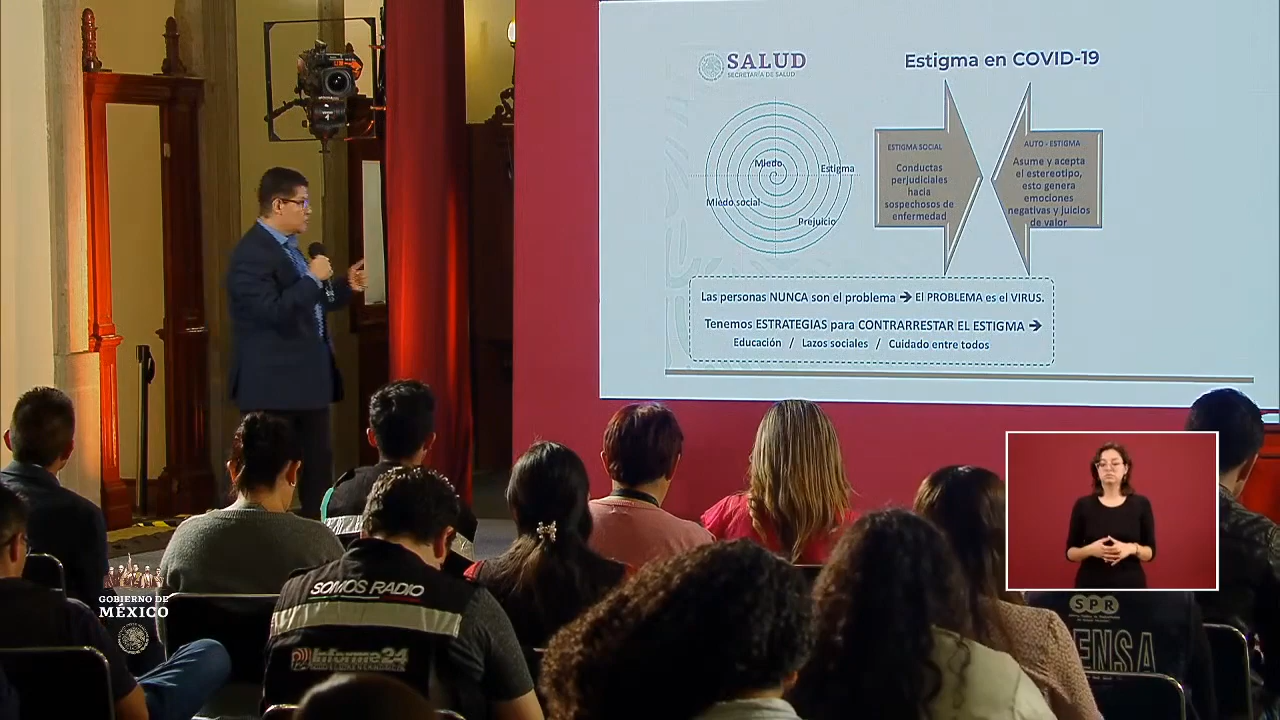 SALUD
SECRETARÍA DE SALUD
Estigma en COVID-19
Miedo
Estigma
Miedo social
Prejuicio
ESTIGMA SOCIAL
Conductas
perjudiciales
hacia
sospechosos de
enfermedad
AUTO - ESTIGMA
Asume y acepta
el estereotipo,
esto genera
emociones
negativas y juicios
de valor
Las personas NUNCA son el problema ➔ El PROBLEMA es el VIRUS.
Tenemos ESTRATEGIAS para CONTRARRESTAR EL ESTIGMA ➔
Educación / Lazos sociales / Cuidado entre todos
GOBIERNO DE
MÉXICO
SOMOS RADIO
Informe24
SPR
ENSA